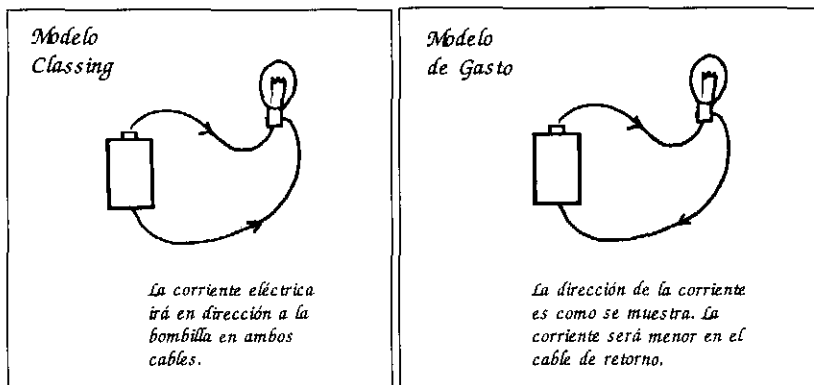 Modelo
Classing
La corriente eléctrica
irá en dirección a la
bombilla en ambos
cables.
Modelo
de Gasto
La dirección de la corriente
es como se muestra. La
corriente será menor en el
cable de retorno.